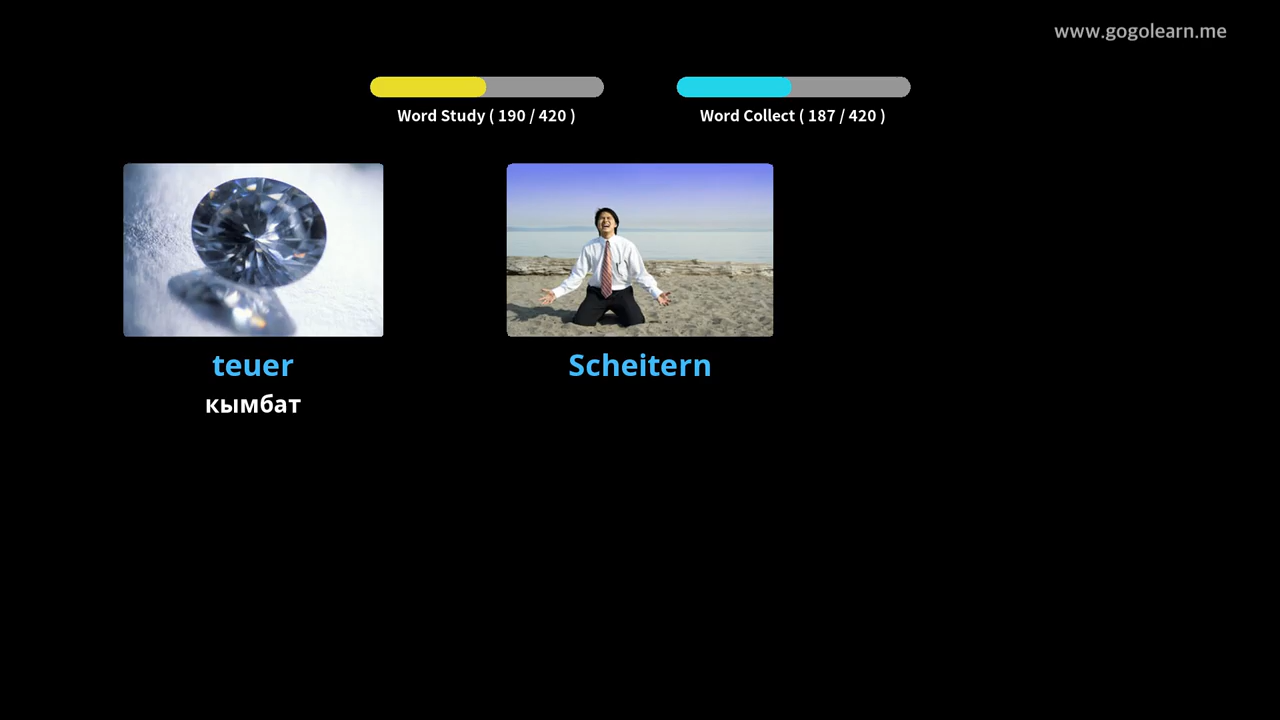 www.gogolearn.me
Word Study ( 190 / 420 )
Word Collect ( 187 / 420 )
teuer
Scheitern
кымбат